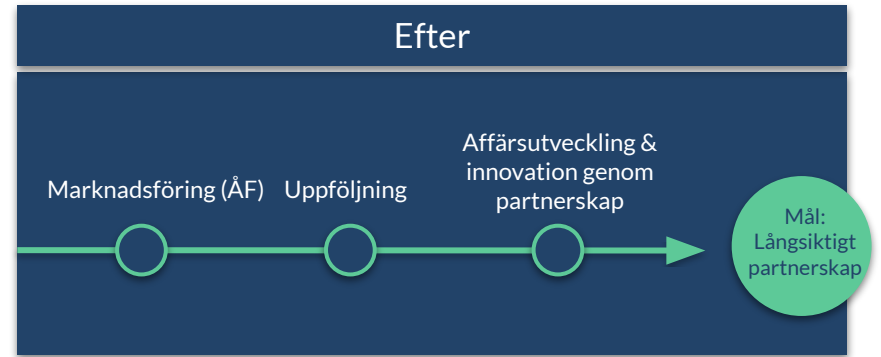 Efter
Marknadsföring (ÅF)
Uppföljning
Affärsutveckling &
innovation genom
partnerskap
Mål:
Långsiktigt
partnerskap